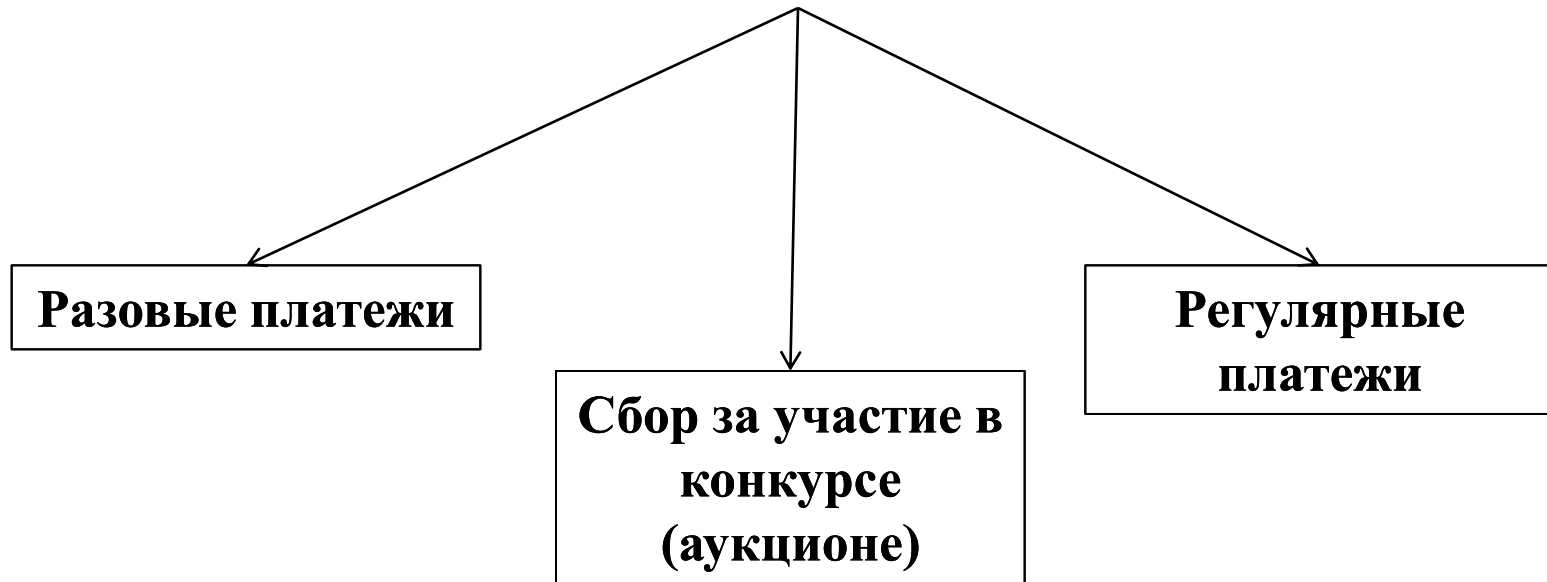 Разовые платежи
Сбор за участие в
конкурсе
(аукционе)
Регулярные
платежи